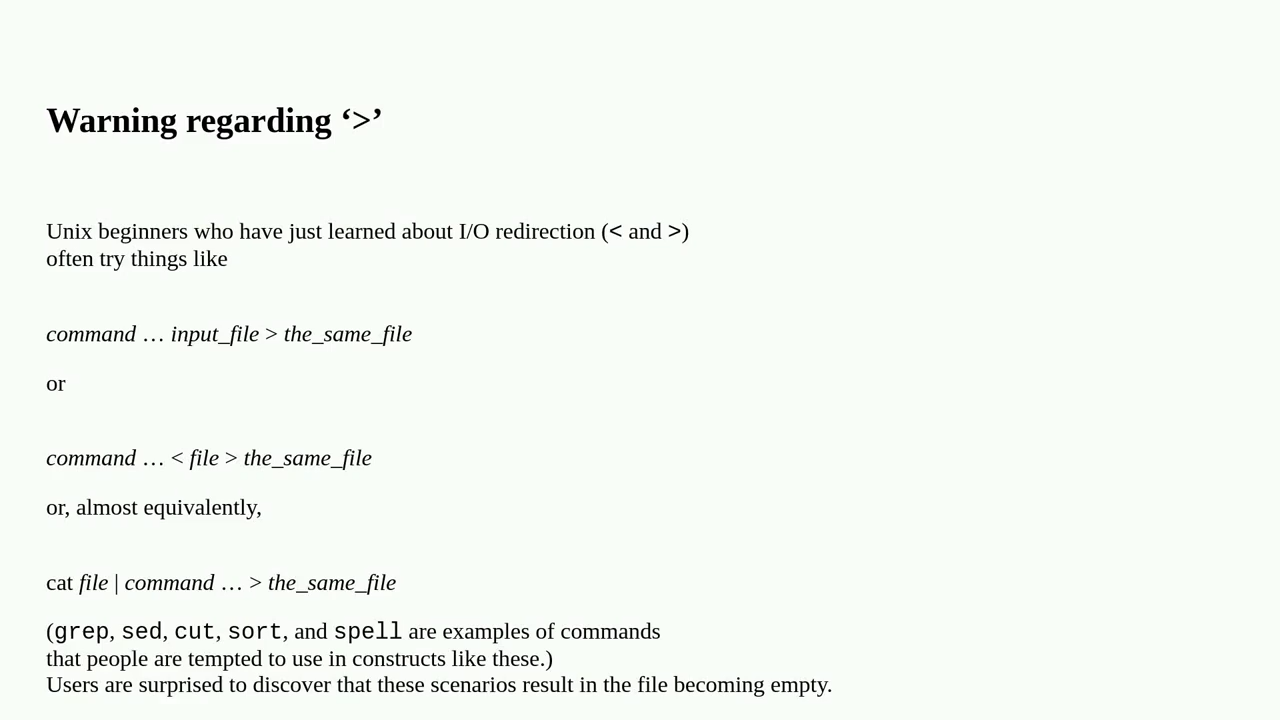 Warning regarding ‘>’
Unix beginners who have just learned about I/O redirection (< and >)
often try things like
command … input_file > the_same_file
or
command … < file > the_same_file
or, almost equivalently,
cat file | command … > the_same_file
(grep, sed, cut, sort, and spell are examples of commands
that people are tempted to use in constructs like these.)
Users are surprised to discover that these scenarios result in the file becoming empty.